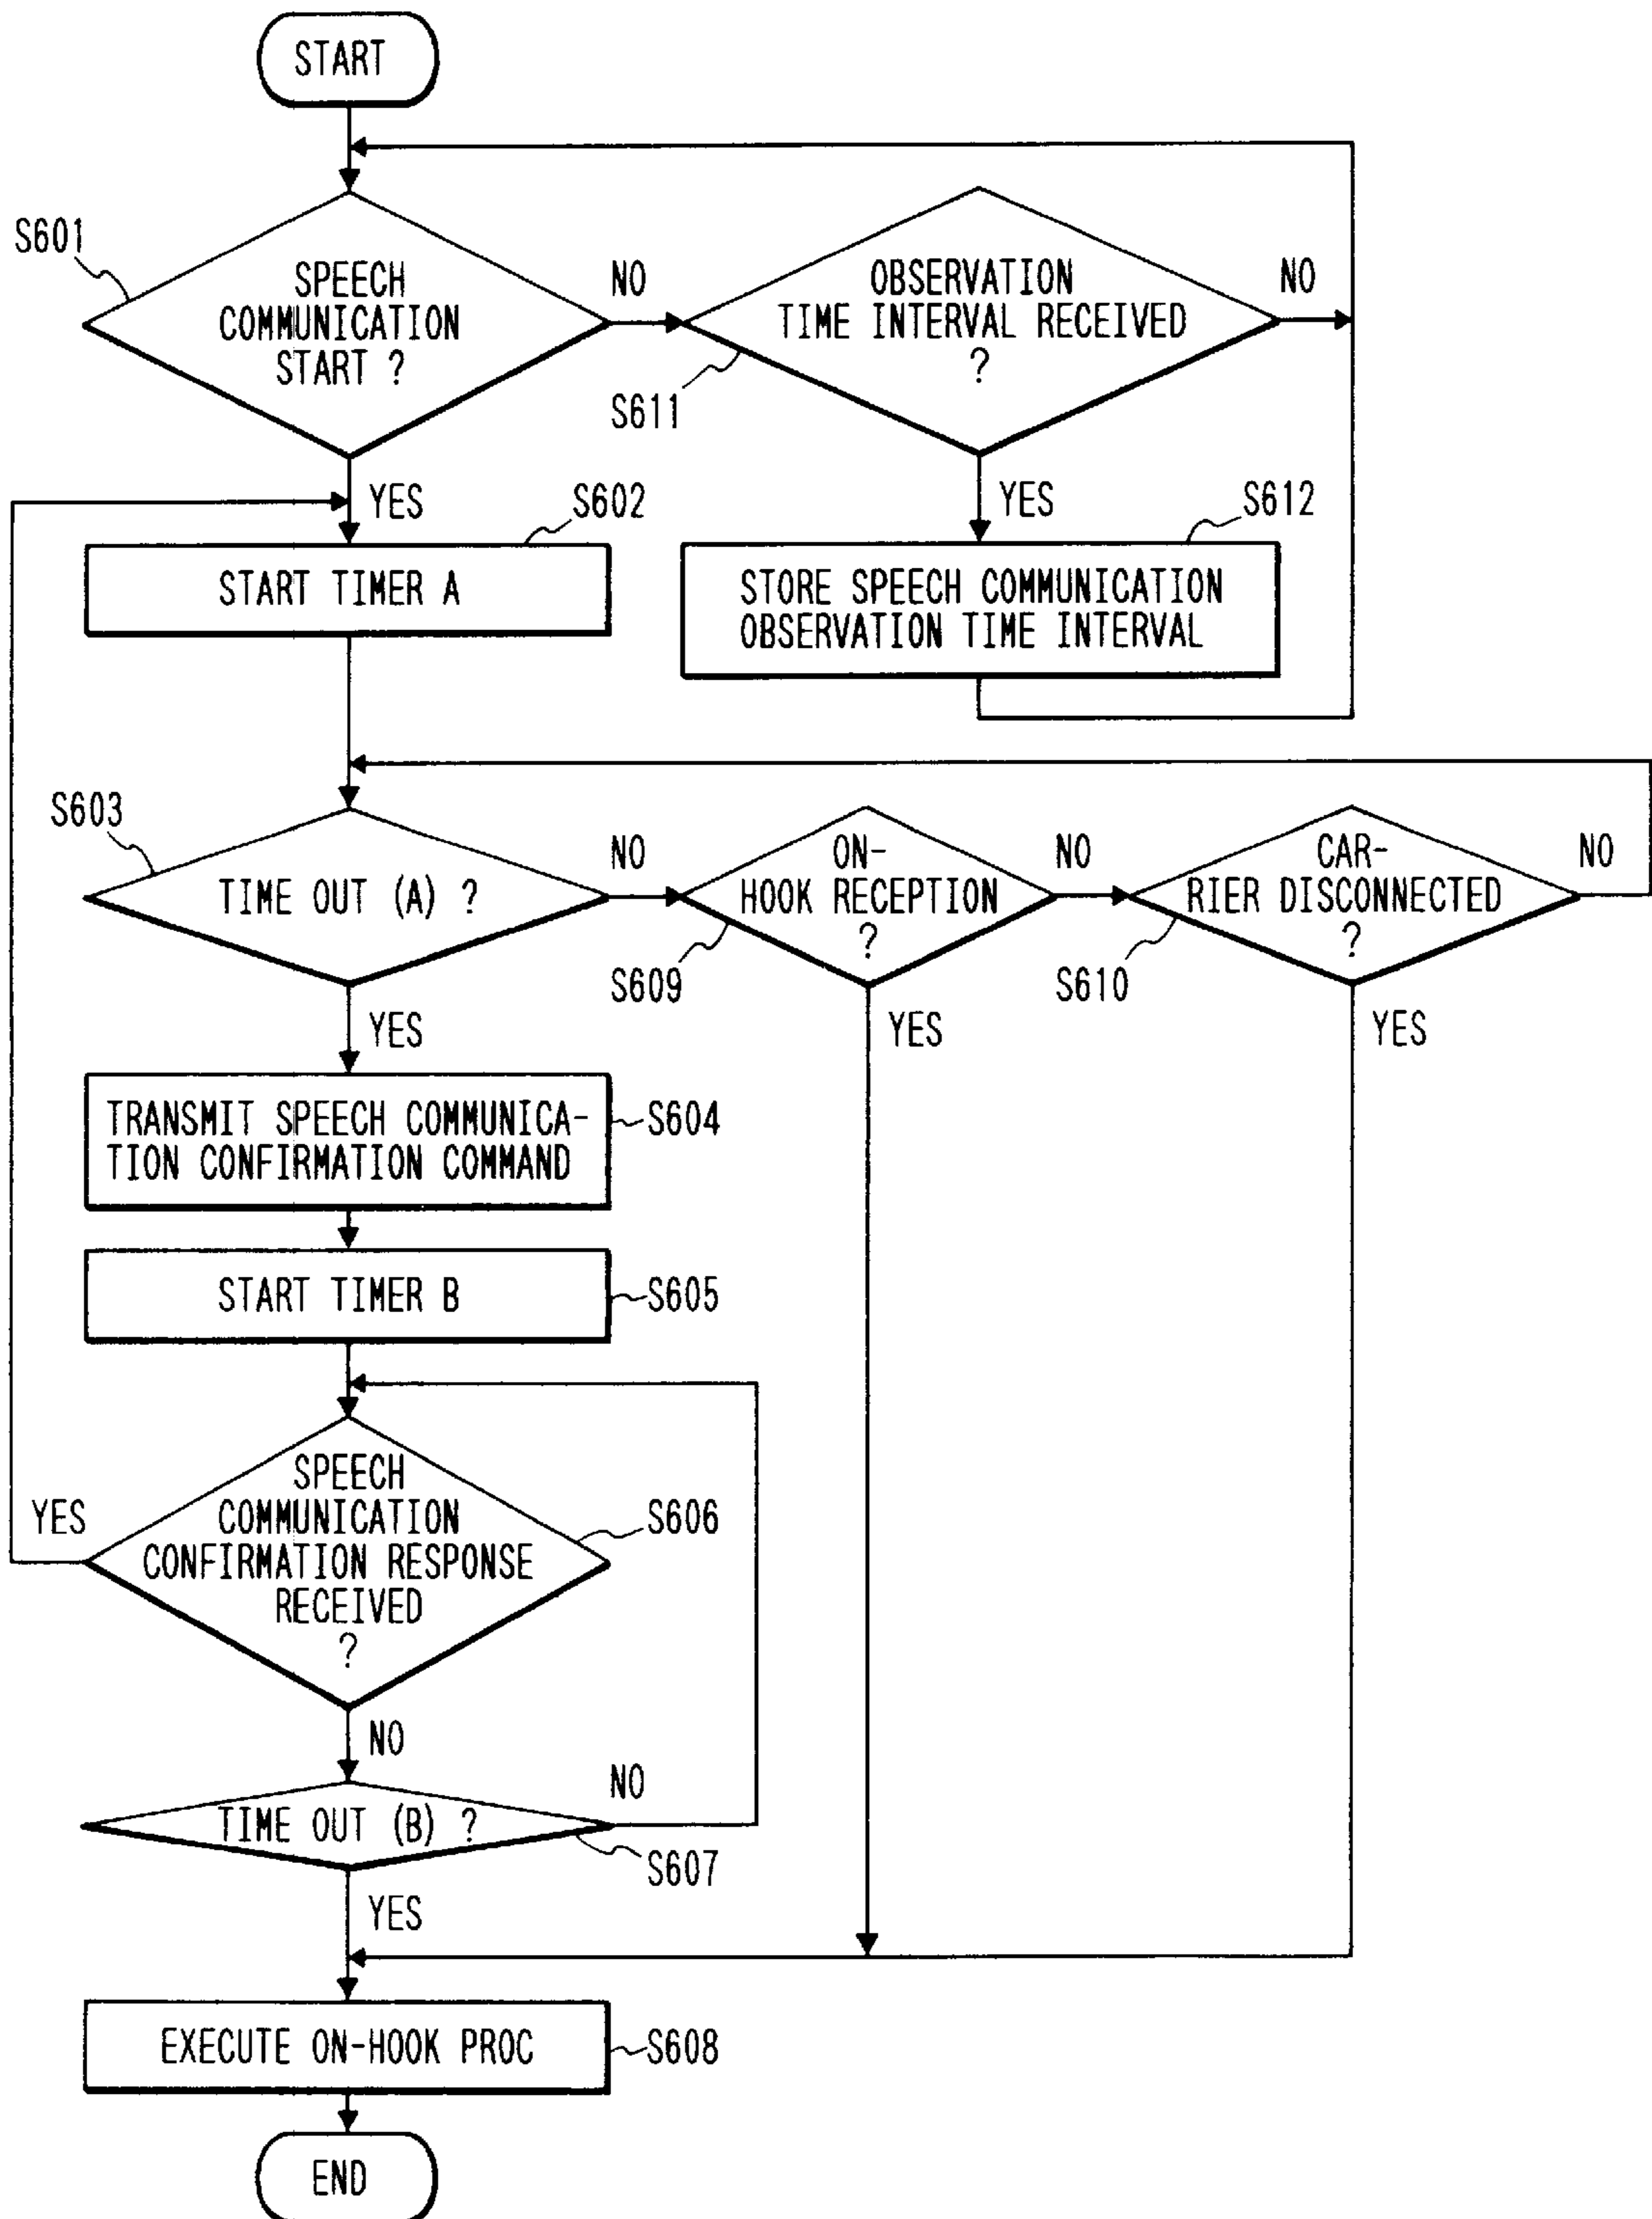 START
S601
SPEECH
COMMUNICATION
START ?
NO
OBSERVATION
TIME INTERVAL RECEIVED
?
NO
S611
YES
S602
START TIMER A
YES
S612
STORE SPEECH COMMUNICATION
OBSERVATION TIME INTERVAL
S603
TIME OUT (A) ?
NO
ON-
HOOK RECEPTION
?
NO
CAR-
RIER DISCONNECTED
?
NO
S609
S610
YES
YES
YES
TRANSMIT SPEECH COMMUNICA-
TION CONFIRMATION COMMAND
S604
START TIMER B
S605
SPEECH
COMMUNICATION
CONFIRMATION RESPONSE
RECEIVED
?
YES
S606
NO
TIME OUT (B) ?
NO
S607
YES
EXECUTE ON-HOOK PROC
S608
END